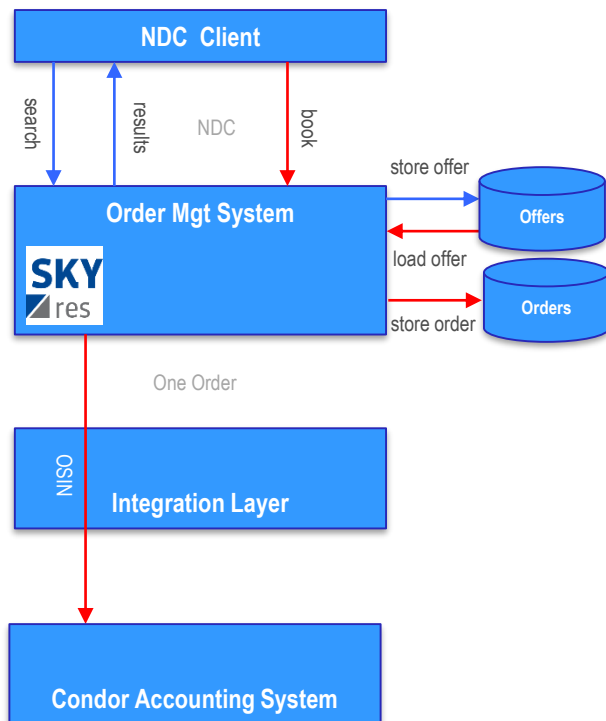 NDC Client
search
results
NDC
book
store offer
Order Mgt System
Offers
load offer
SKY
res
Orders
store order
One Order
OSIN
Integration Layer
Condor Accounting System